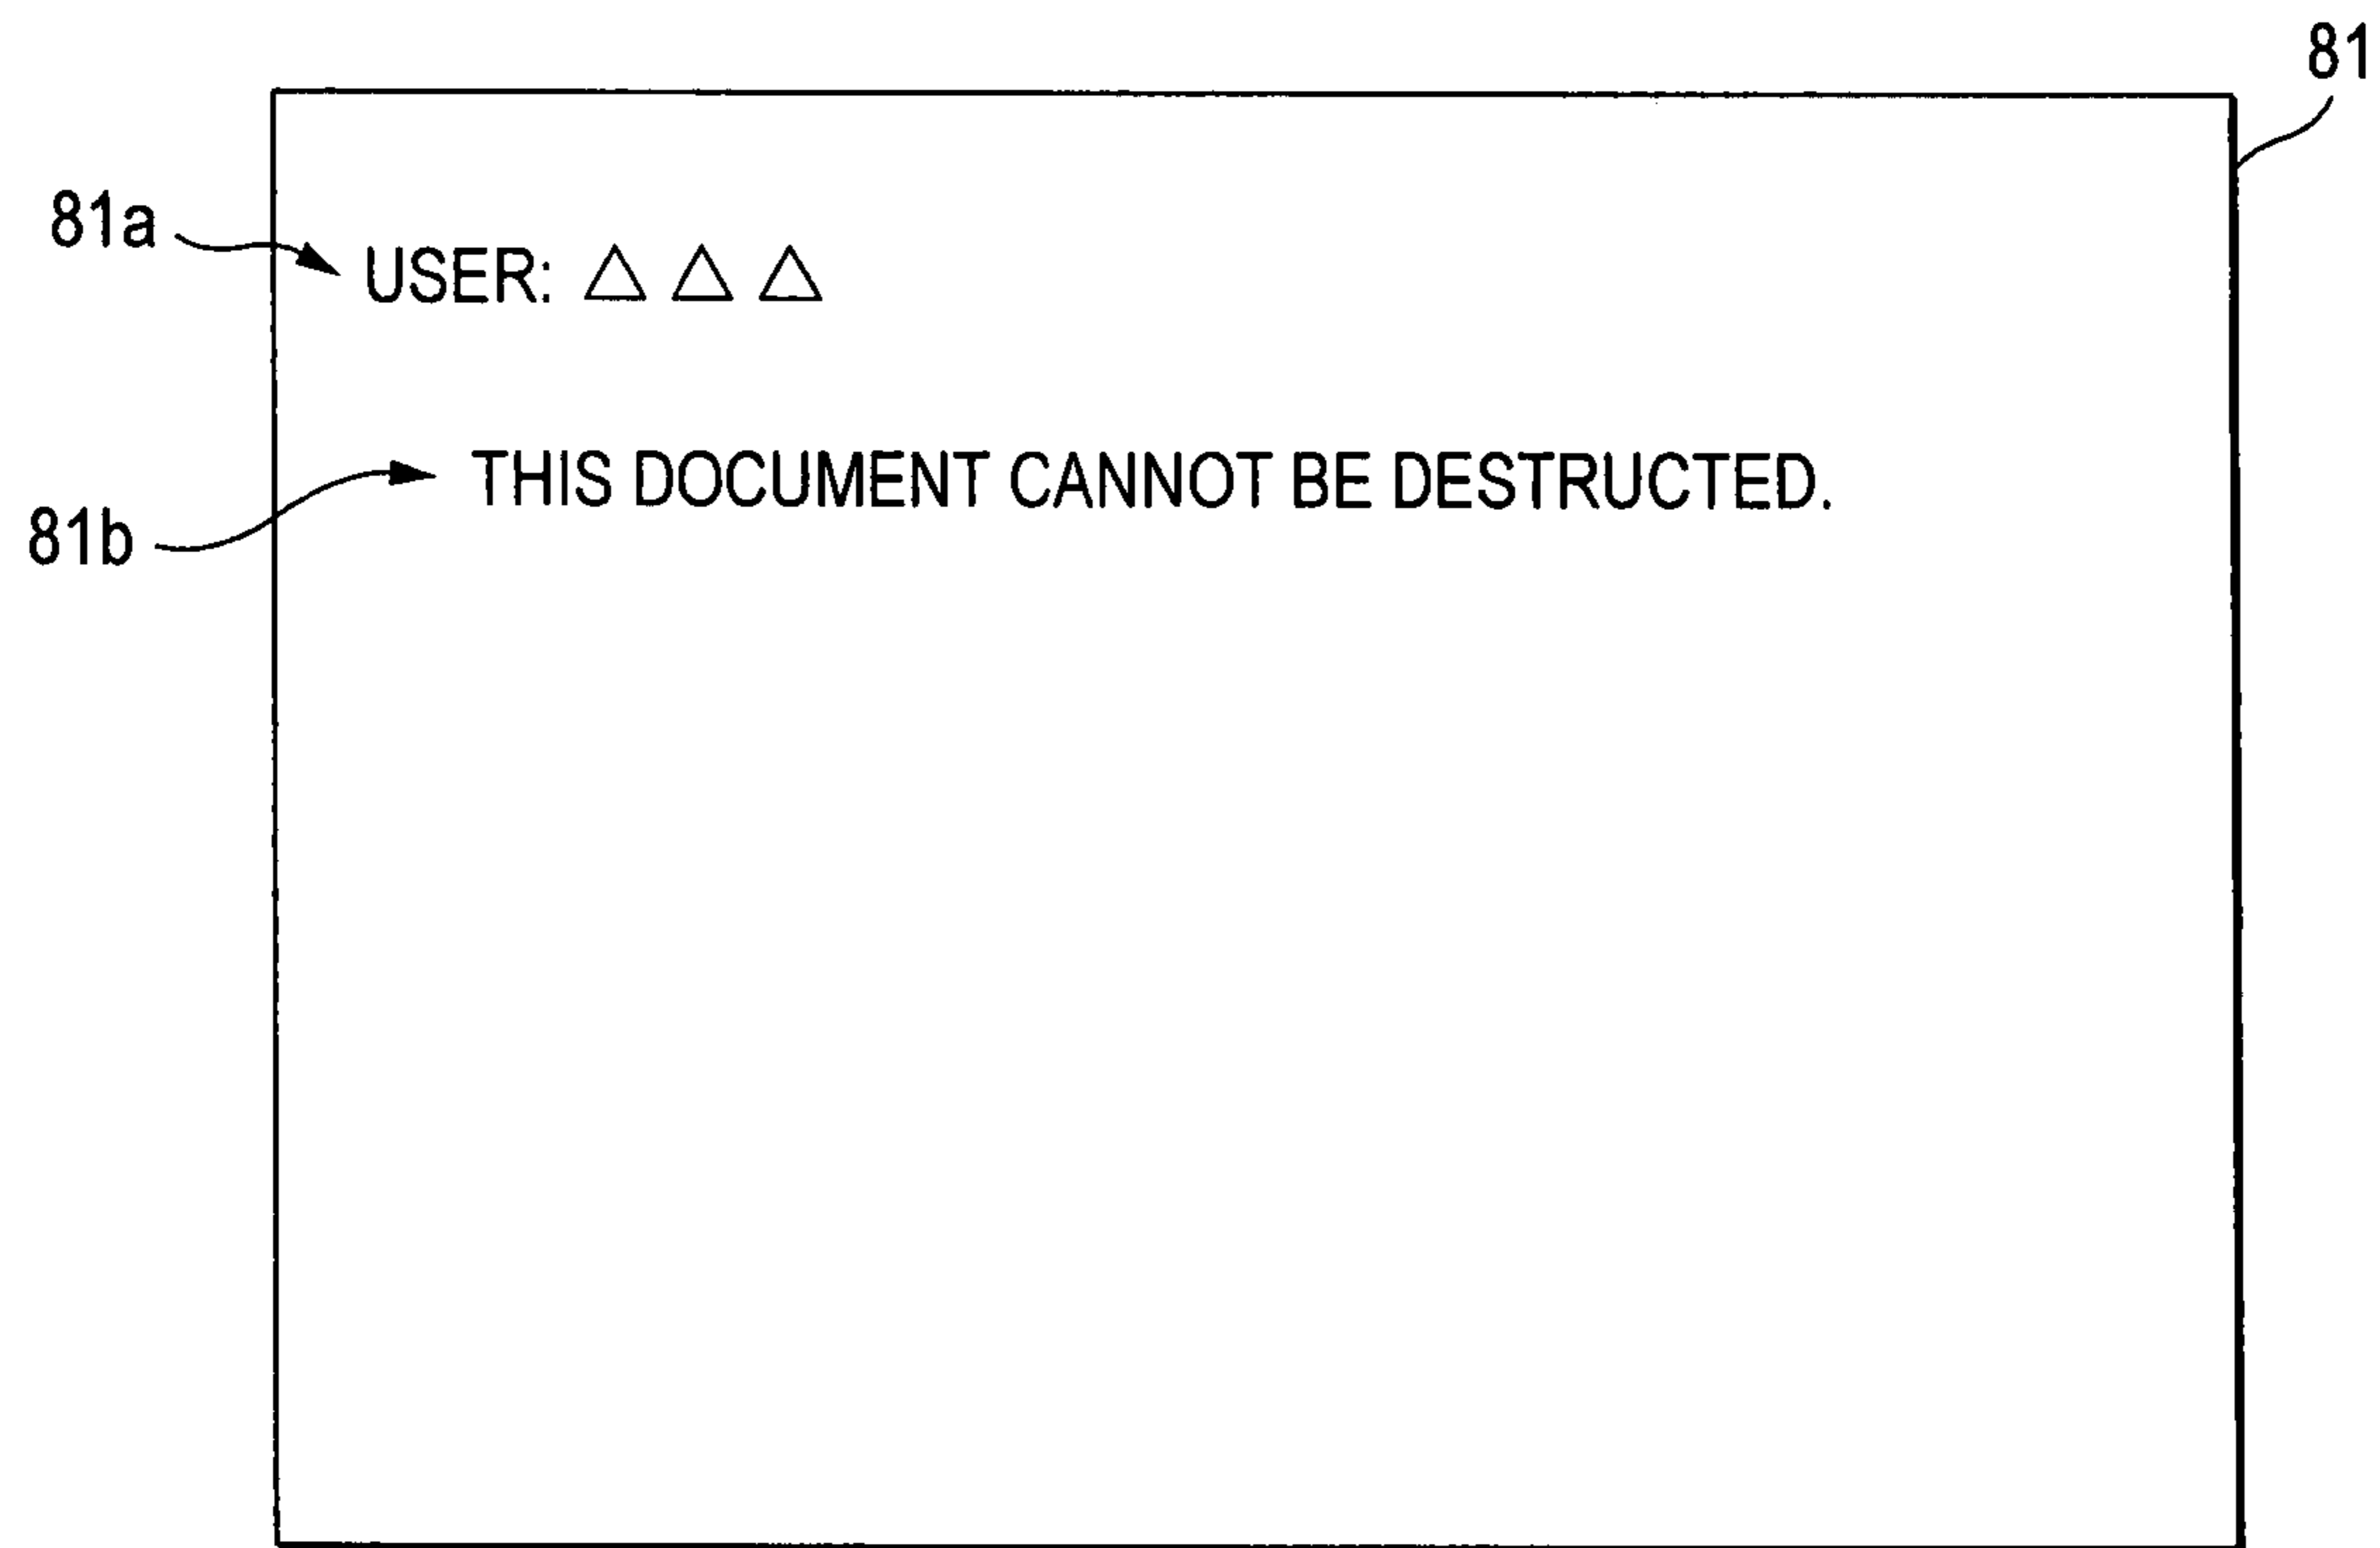 81
81a
USER: △ △ △
THIS DOCUMENT CANNOT BE DESTRUCTED.
81b